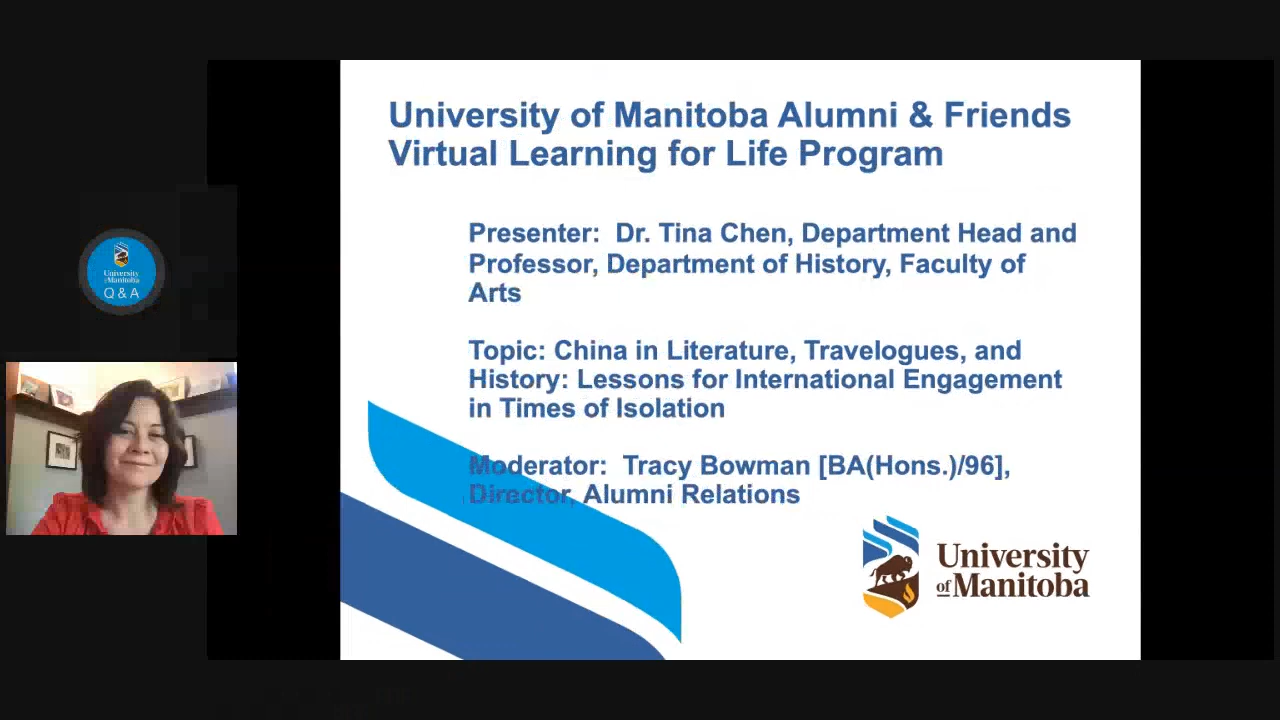 University of Manitoba Alumni & Friends
Virtual Learning for Life Program
Presenter: Dr. Tina Chen, Department Head and
Professor, Department of History, Faculty of
Arts
Topic: China in Literature, Travelogues, and
History: Lessons for International Engagement
in Times of Isolation
Moderator: Tracy Bowman [BA(Hons.)/96],
Director, Alumni Relations
University
of Manitoba
University
of Manitoba
Q & A